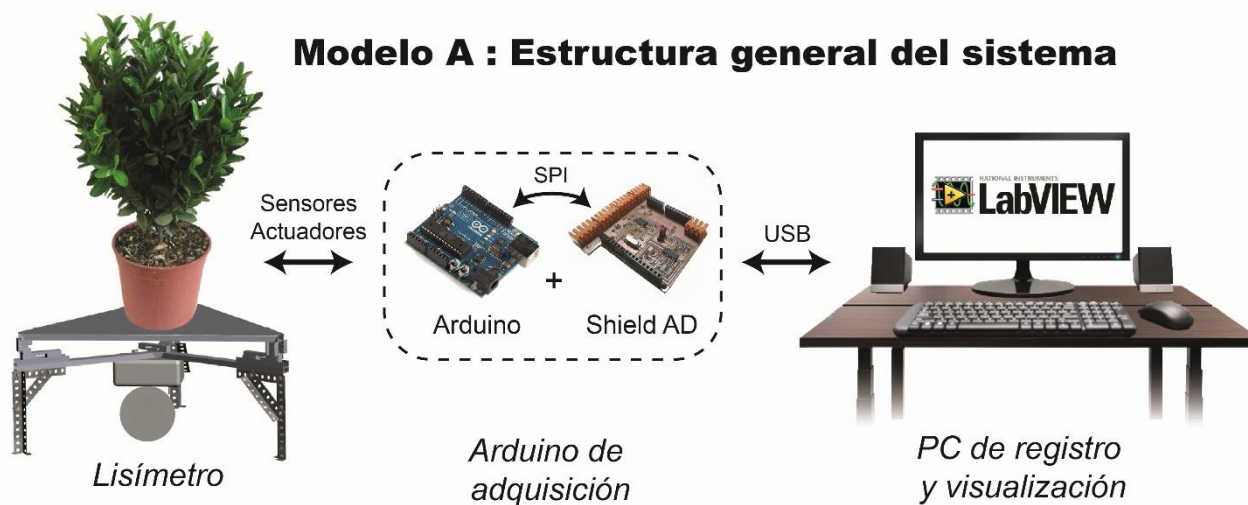 Modelo A : Estructura general del sistema
Sensores
Actuadores
SPI
Arduino
+
Shield AD
USB
NATIONAL INSTRUMENTS
LabVIEW
Lisímetro
Arduino de
adquisición
PC de registro
y visualización